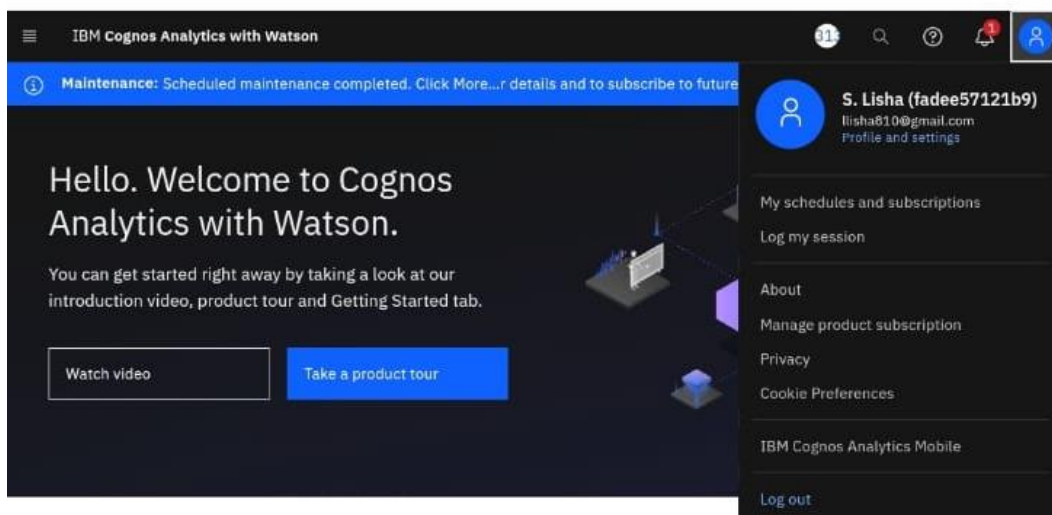 IBM Cognos Analytics with Watson
1
Maintenance: Scheduled maintenance completed. Click More...r details and to subscribe to future
S. Lisha (fadee57121b9)
llisha810@gmail.com
Profile and settings
Hello. Welcome to Cognos
Analytics with Watson.
You can get started right away by taking a look at our
introduction video, product tour and Getting Started tab.
Watch video
Take a product tour
My schedules and subscriptions
Log my session
About
Manage product subscription
Privacy
Cookie Preferences
IBM Cognos Analytics Mobile
Log out